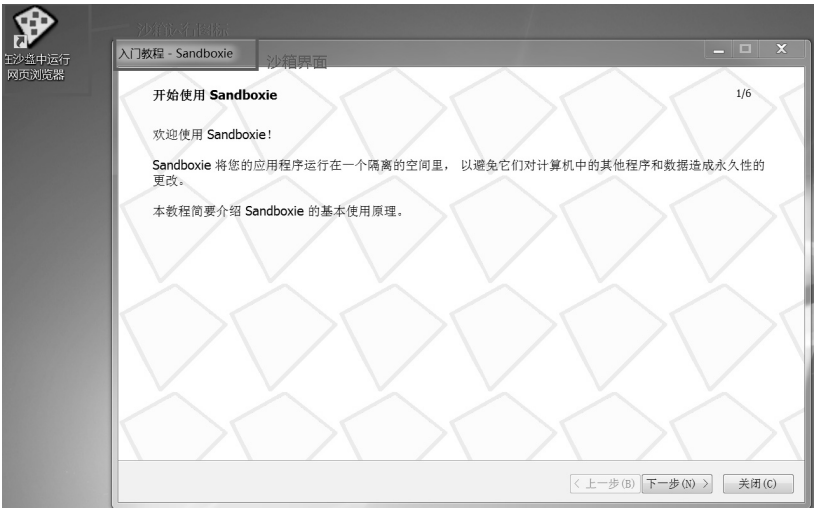 在沙盘中运行
网页浏览器
入门教程 - Sandboxie
沙箱界面
开始使用 Sandboxie
1/6
欢迎使用 Sandboxie!
Sandboxie 将您的应用程序运行在一个隔离的空间里， 以避免它们对计算机中的其他程序和数据造成永久性的
更改。
本教程简要介绍 Sandboxie 的基本使用原理。
< 上一步(B)
下一步(N) >
关闭(C)